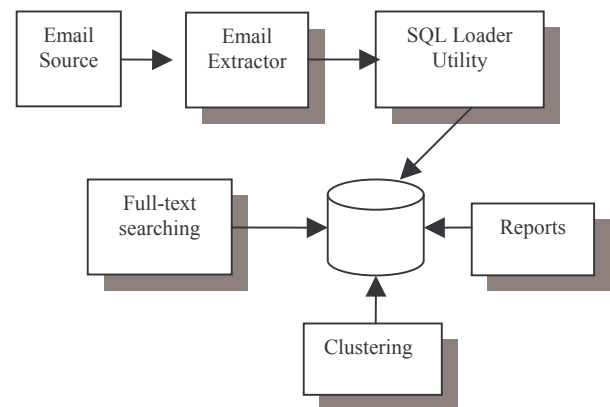 Email
Source
Email
Extractor
SQL Loader
Utility
Full-text
searching
Reports
Clustering